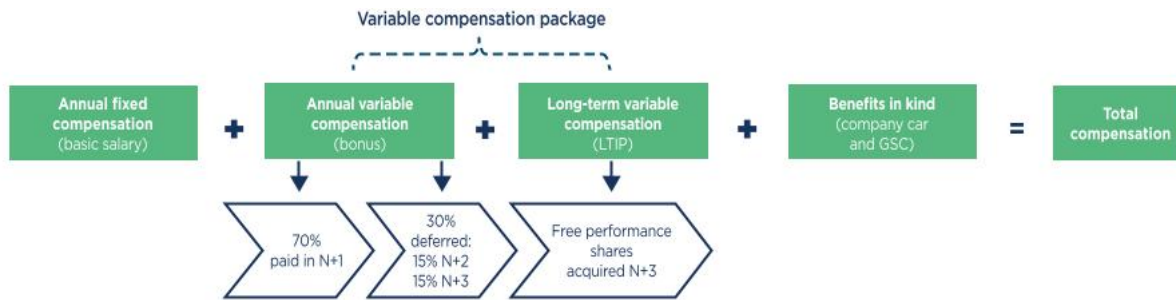 Variable compensation package
Annual fixed
compensation
(basic salary)
+
Annual variable
compensation
(bonus)
+
Long-term variable
compensation
(LTIP)
+
Benefits in kind
(company car
and GSC)
=
Total
compensation
70%
paid in N+1
30%
deferred:
15% N+2
15% N+3
Free performance
shares
acquired N+3